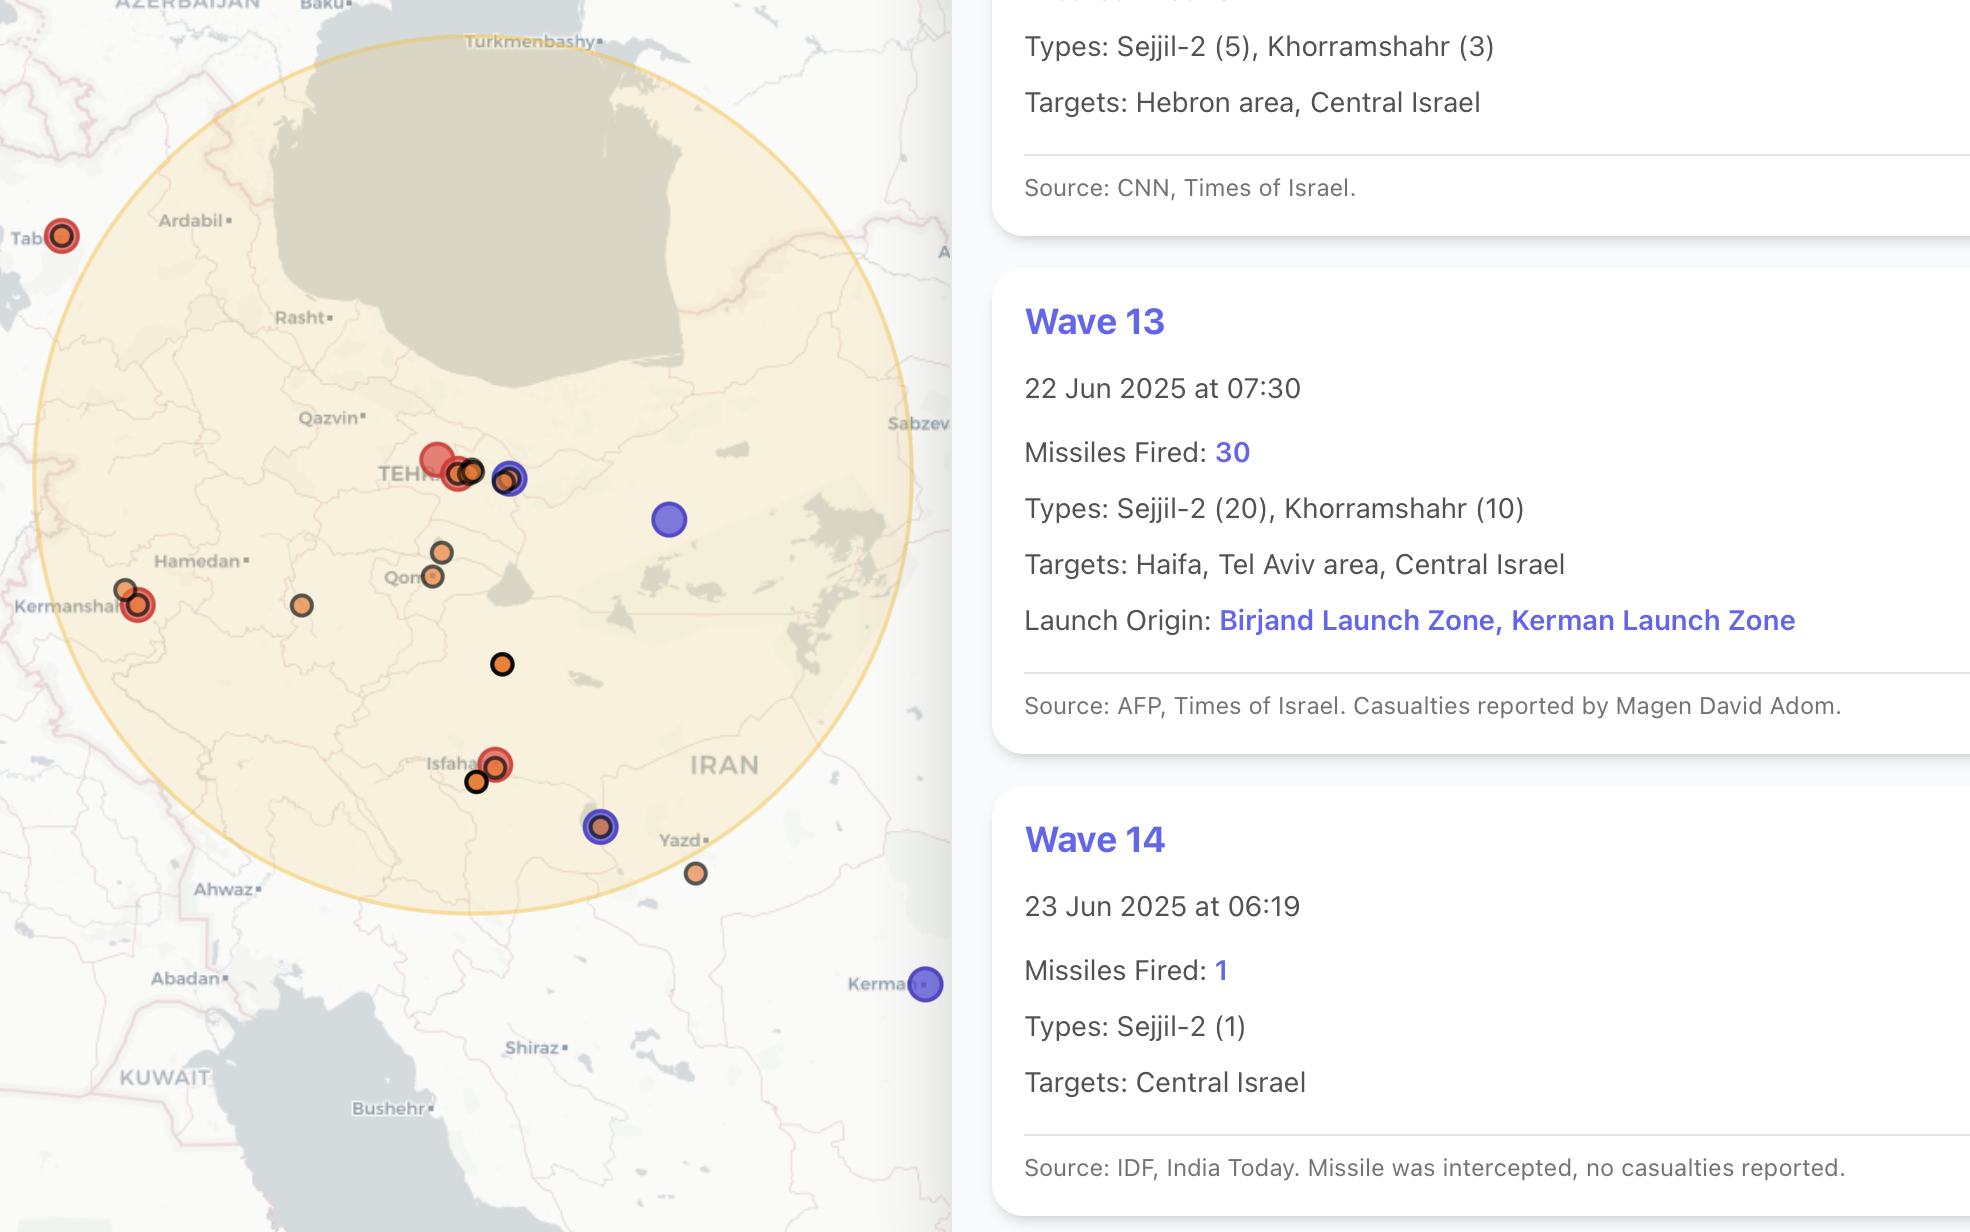 AZERBAIJAN
Baku
Turkmenbashy
Ardabil
Tab
A
Rasht
Qazvin
Sabzev
TEHR
Hamedan
Qom
Kermanshah
Isfaha
IRAN
Yazd
Ahwaz
Abadan
Kerman
Shiraz
KUWAIT
Bushehr
Types: Sejjil-2 (5), Khorramshahr (3)
Targets: Hebron area, Central Israel
Source: CNN, Times of Israel.
Wave 13
22 Jun 2025 at 07:30
Missiles Fired: 30
Types: Sejjil-2 (20), Khorramshahr (10)
Targets: Haifa, Tel Aviv area, Central Israel
Launch Origin: Birjand Launch Zone, Kerman Launch Zone
Source: AFP, Times of Israel. Casualties reported by Magen David Adom.
Wave 14
23 Jun 2025 at 06:19
Missiles Fired: 1
Types: Sejjil-2 (1)
Targets: Central Israel
Source: IDF, India Today. Missile was intercepted, no casualties reported.